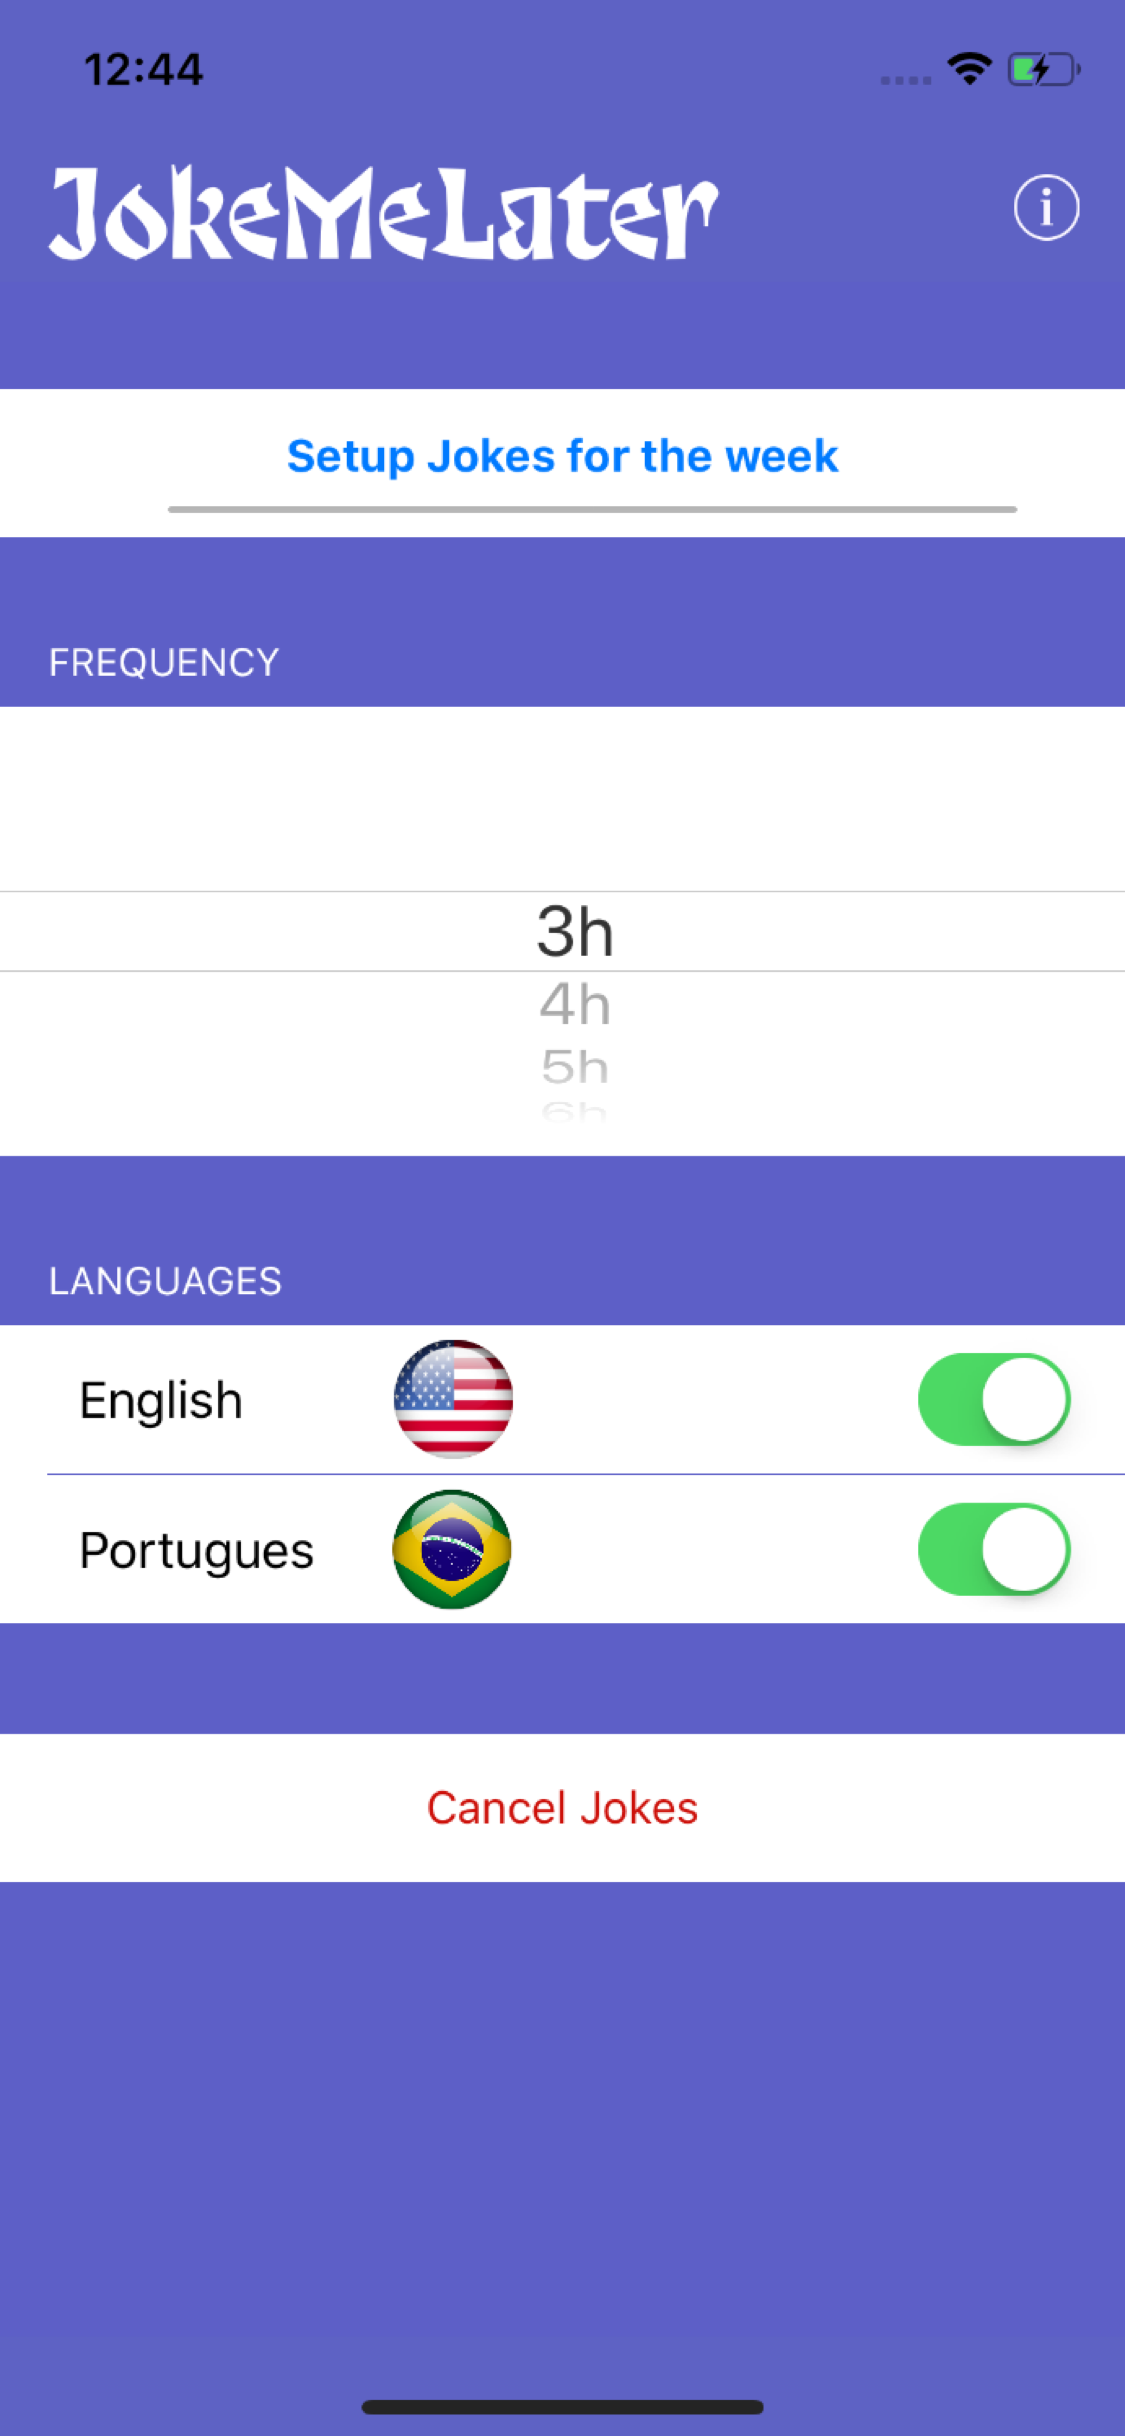 12:44
JokeMeLater
Setup Jokes for the week
FREQUENCY
3h
4h
5h
6h
LANGUAGES
English
Portugues
Cancel Jokes